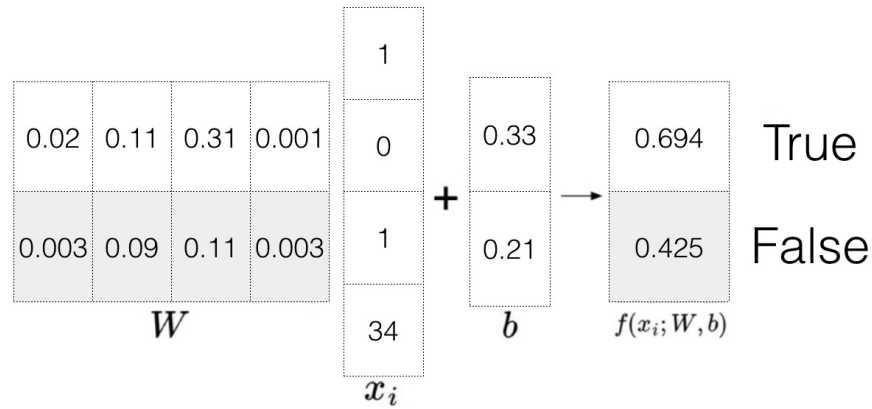 1
0.02 0.11 0.31 0.001 0 0.33 0.694 True
+
0.003 0.09 0.11 0.003 1 0.21 0.425 False
W 34 b f(x_i; W, b)
x_i